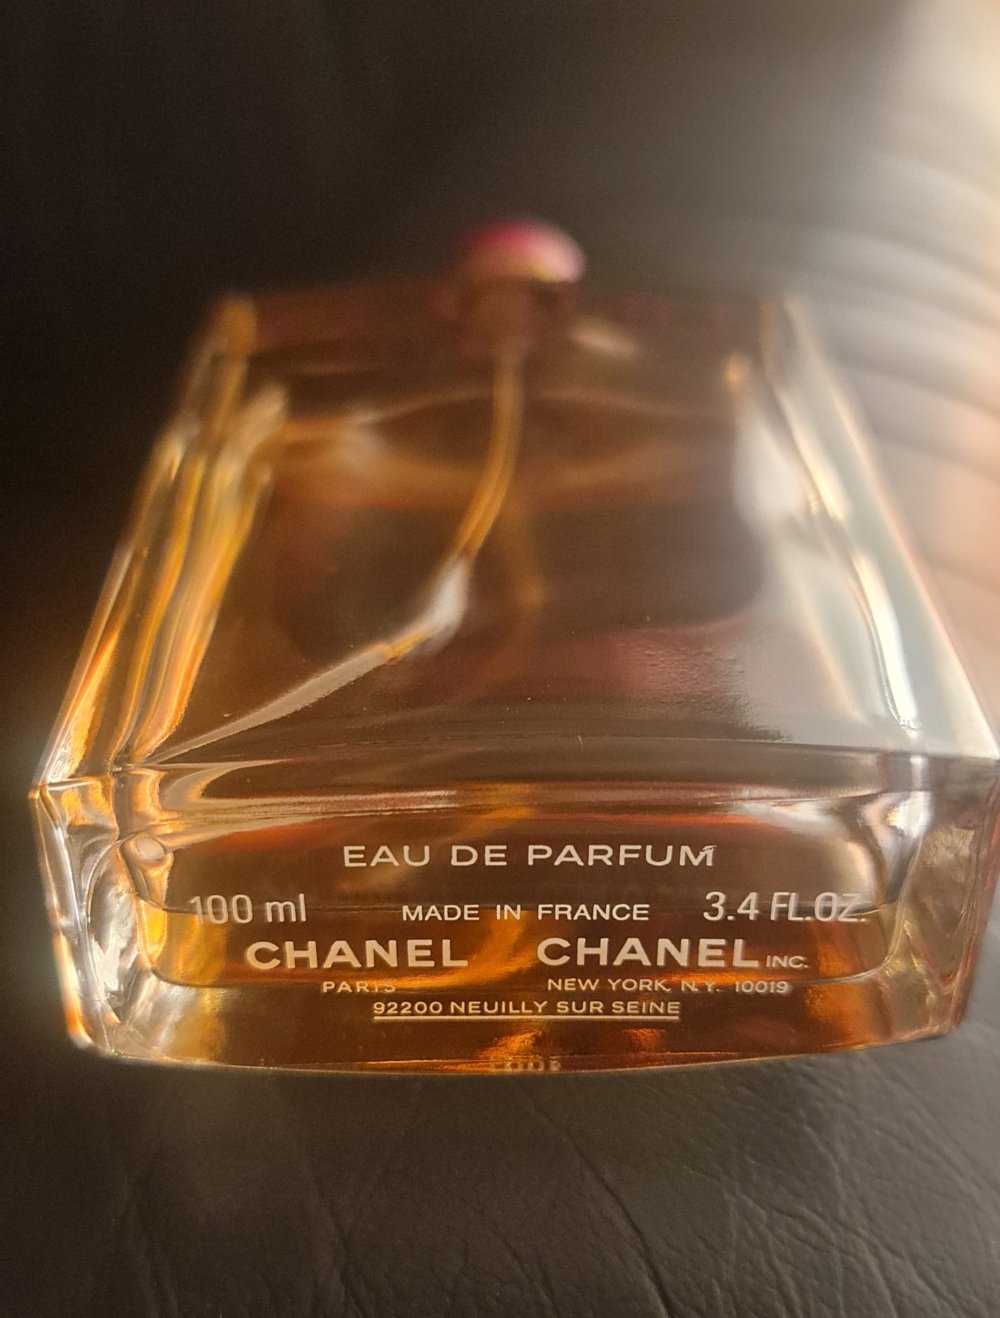 EAU DE PARFUM
100 ml MADE IN FRANCE 3.4 FL.OZ.
CHANEL CHANEL INC.
PARIS NEW YORK, N.Y. 10019
92200 NEUILLY SUR SEINE